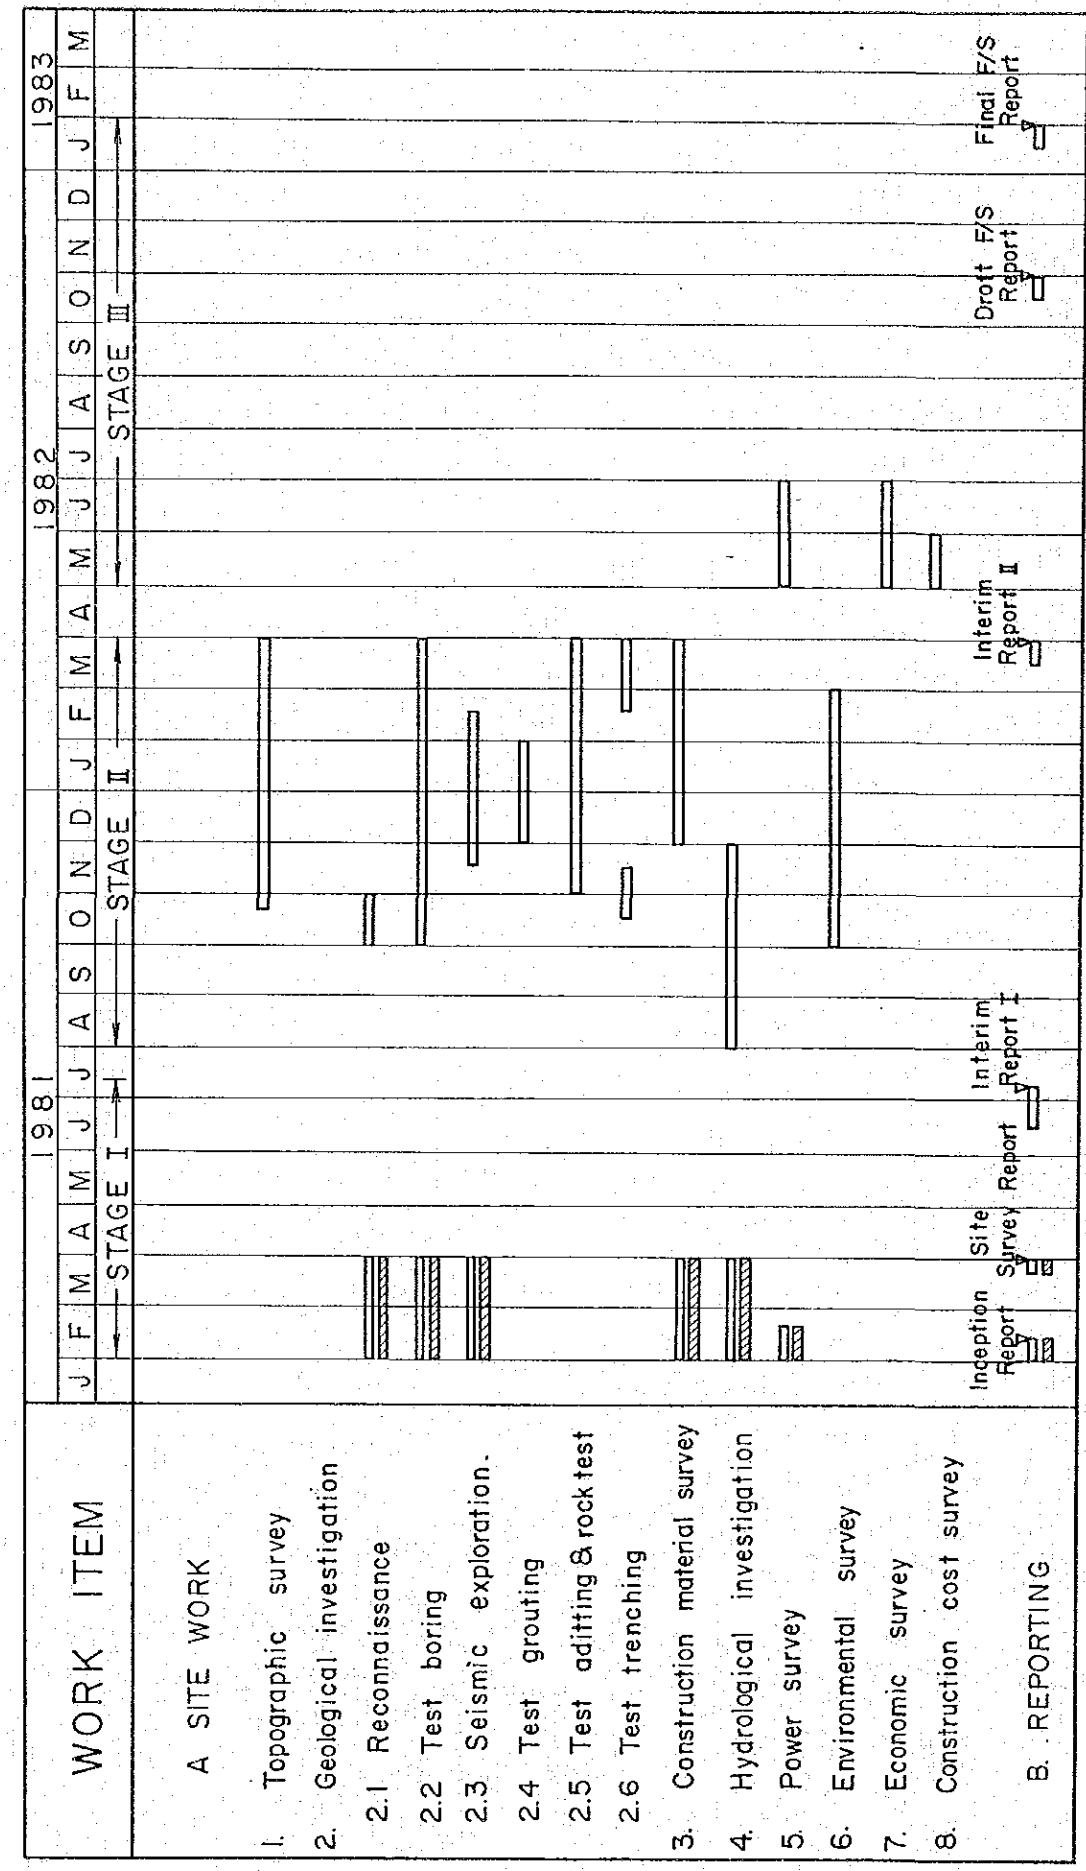 WORK ITEM
1981
1982
1983
J F M A M J J A S O N D J F M A M J J A S O N D J F M
STAGE I
STAGE II
STAGE III
A SITE WORK
1. Topographic survey
2. Geological investigation
2.1 Reconnaissance
2.2 Test boring
2.3 Seismic exploration.
2.4 Test grouting
2.5 Test aditting & rock test
2.6 Test trenching
3. Construction material survey
4. Hydrological investigation
5. Power survey
6. Environmental survey
7. Economic survey
8. Construction cost survey
B. REPORTING
Inception
Report
Site
Survey Report
Interim
Report I
Interim
Report II
Draft F/S
Report
Final F/S
Report